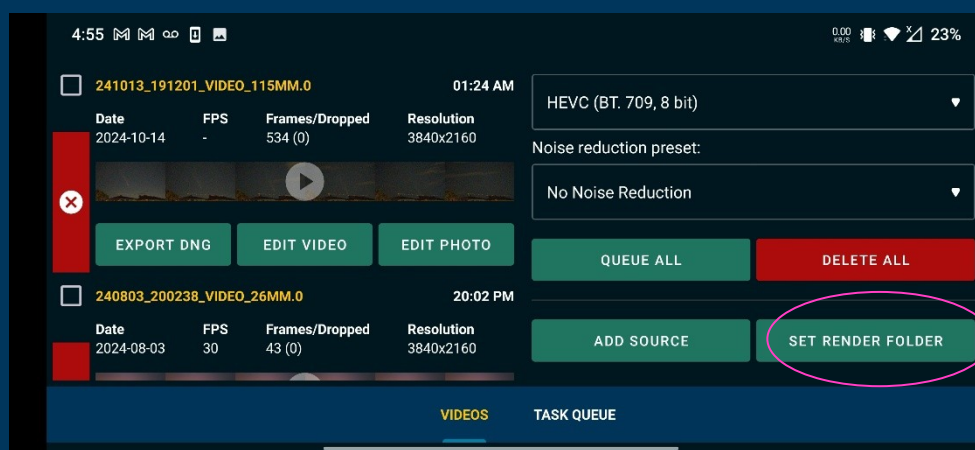 4:55
0.00 KB/S
23%
241013_191201_VIDEO_115MM.0 01:24 AM
Date FPS Frames/Dropped Resolution
2024-10-14 - 534 (0) 3840x2160
EXPORT DNG EDIT VIDEO EDIT PHOTO
240803_200238_VIDEO_26MM.0 20:02 PM
Date FPS Frames/Dropped Resolution
2024-08-03 30 43 (0) 3840x2160
HEVC (BT. 709, 8 bit)
Noise reduction preset:
No Noise Reduction
QUEUE ALL DELETE ALL
ADD SOURCE SET RENDER FOLDER
VIDEOS TASK QUEUE